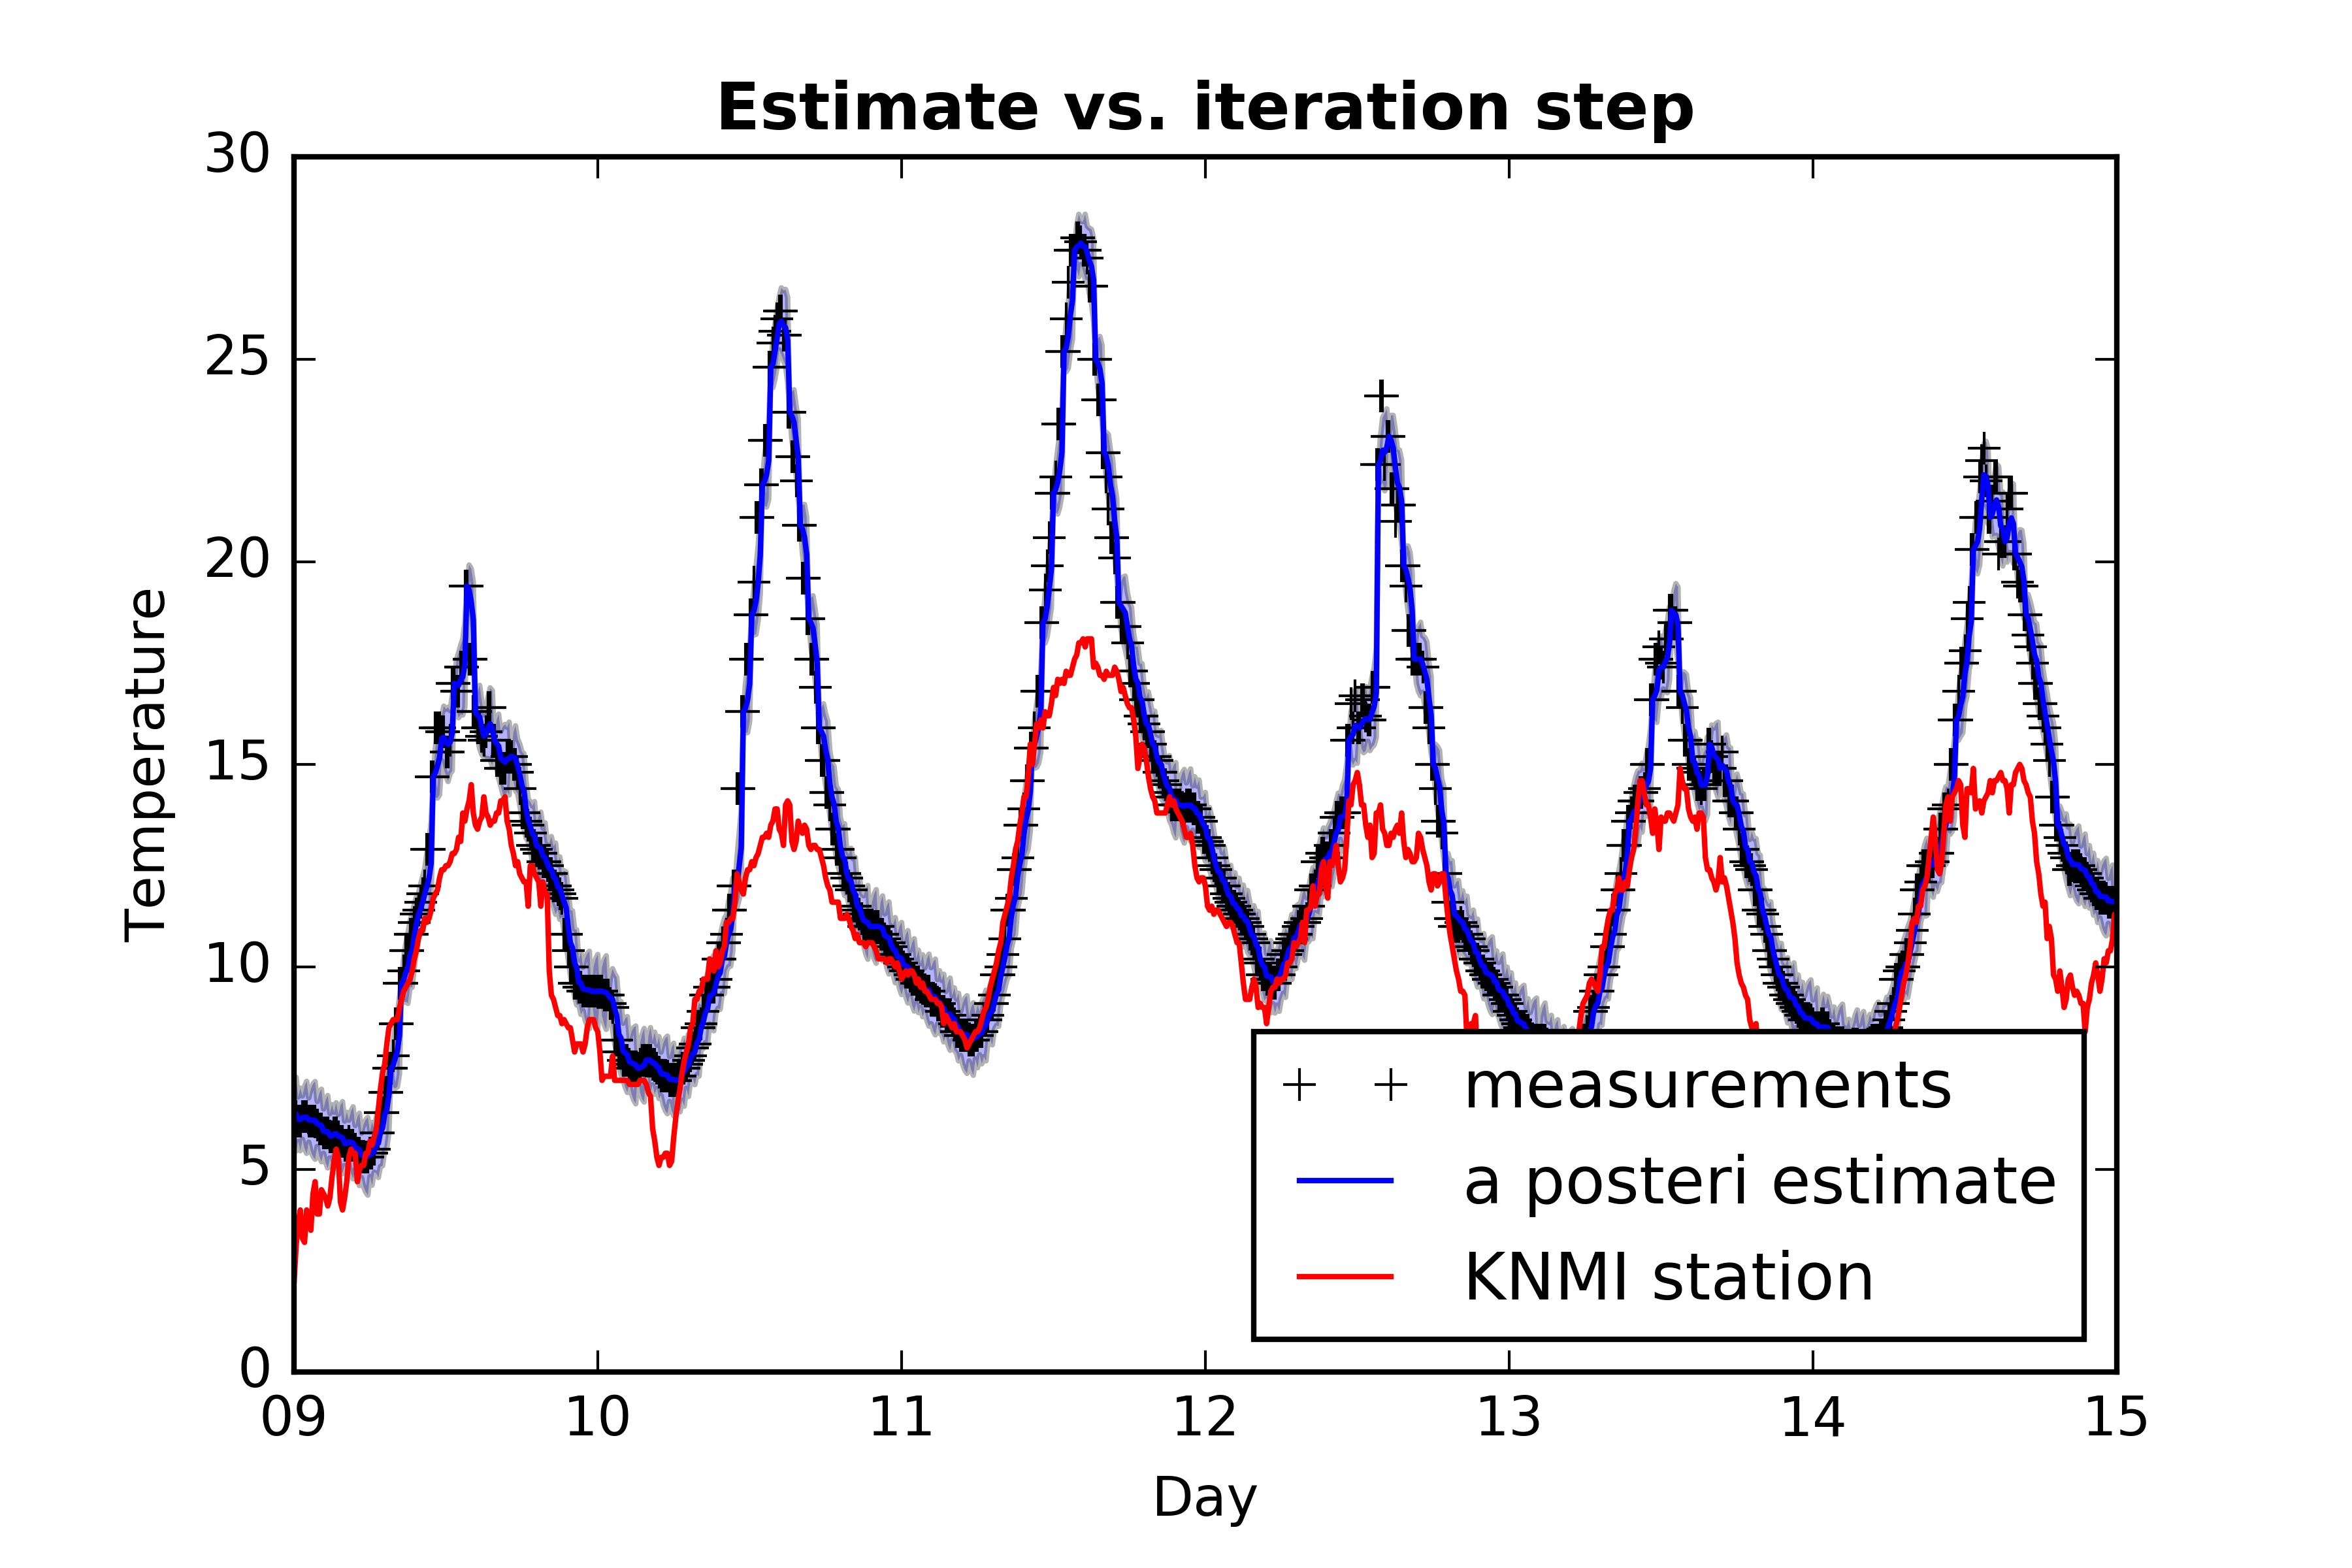 Estimate vs. iteration step
30
25
20
15
10
5
0
Temperature
09 10 11 12 13 14 15
Day
measurements
a posteri estimate
KNMI station